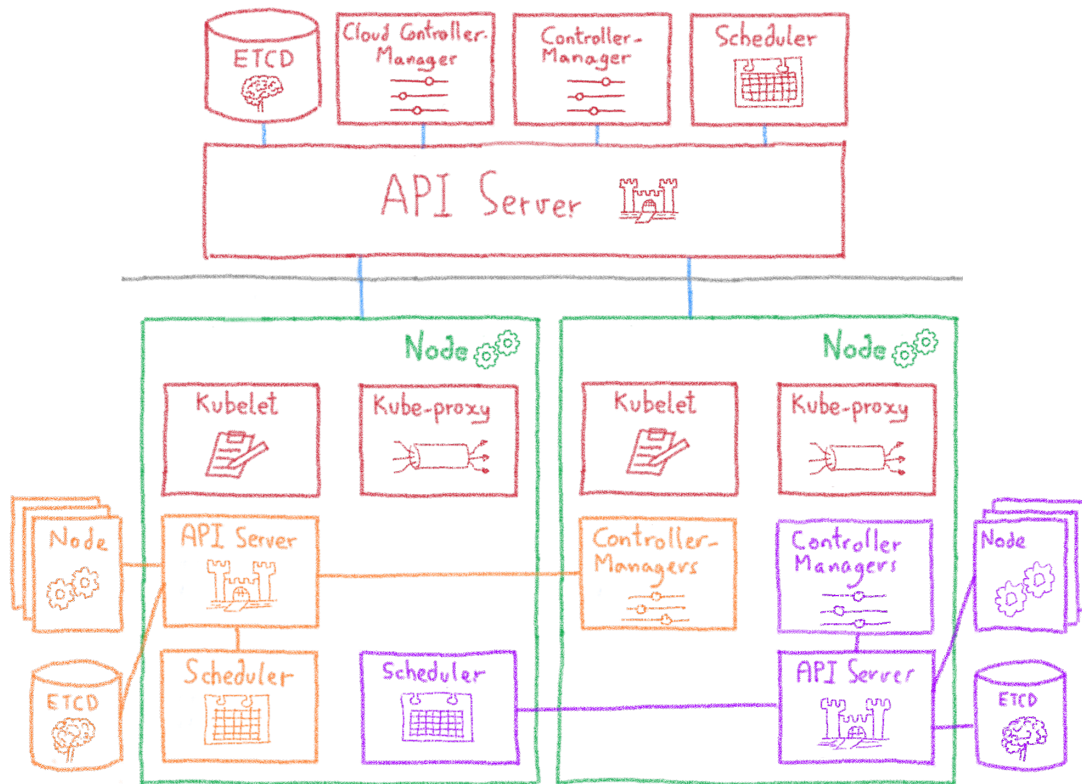 ETCD
Cloud Controller-
Manager
Controller-
Manager
Scheduler
API Server
Node
Kubelet
Kube-proxy
Node
Kubelet
Kube-proxy
Node
API Server
Controller-
Managers
Controller
Managers
Node
ETCD
Scheduler
Scheduler
API Server
ETCD